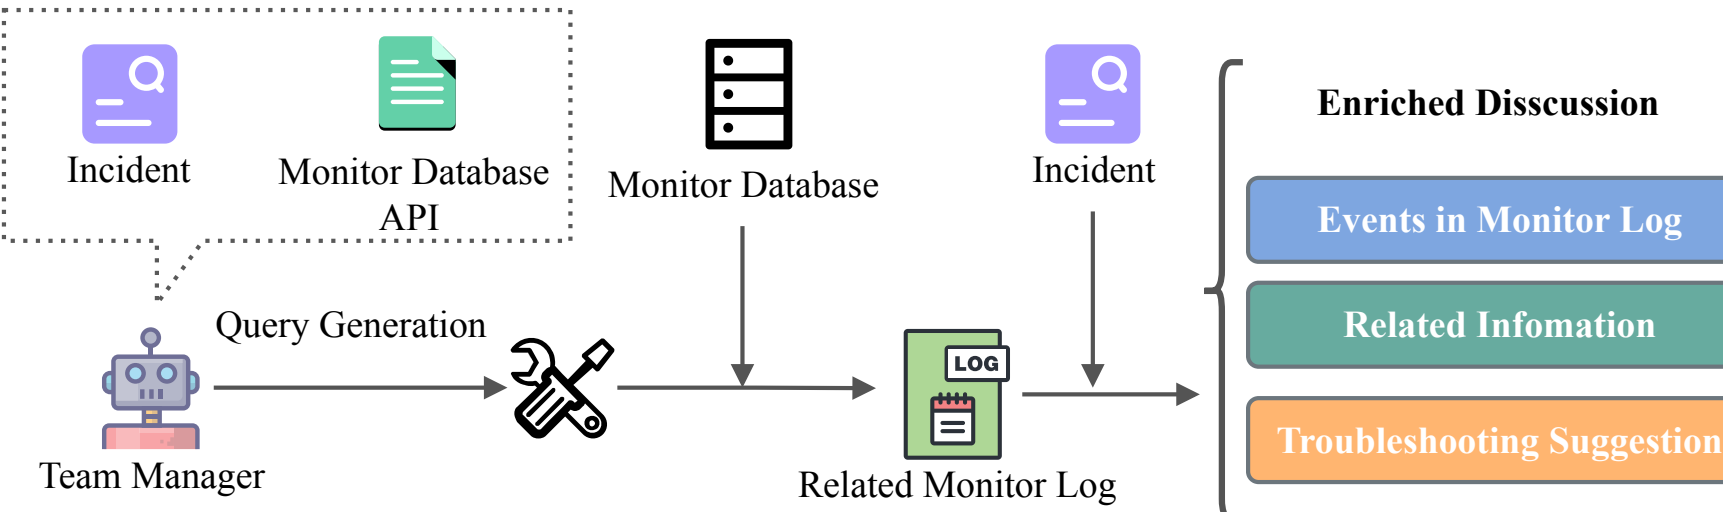 Incident
Monitor Database
API
Monitor Database
Incident
Enriched Disscussion
Events in Monitor Log
Related Infomation
Troubleshooting Suggestion
Query Generation
LOG
Team Manager
Related Monitor Log